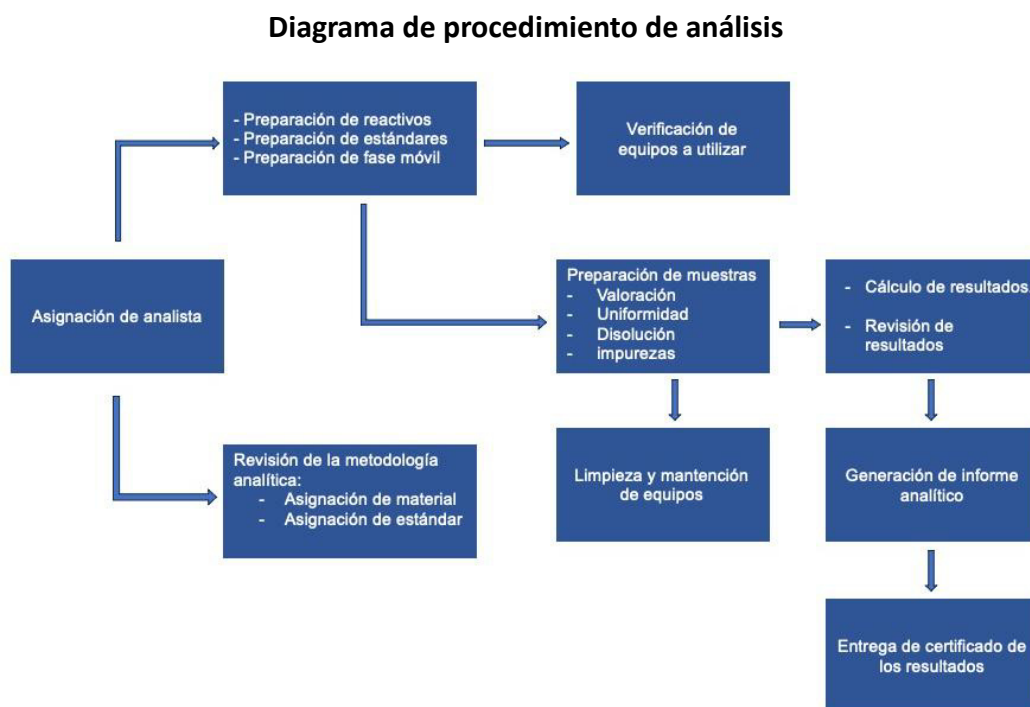 Diagrama de procedimiento de análisis
- Preparación de reactivos
- Preparación de estándares
- Preparación de fase móvil
Verificación de
equipos a utilizar
Asignación de analista
Preparación de muestras
- Valoración
- Uniformidad
- Disolución
- impurezas
- Cálculo de resultados.
- Revisión de
resultados
Revisión de la metodología
analítica:
- Asignación de material
- Asignación de estándar
Limpieza y mantención
de equipos
Generación de informe
analítico
Entrega de certificado de
los resultados